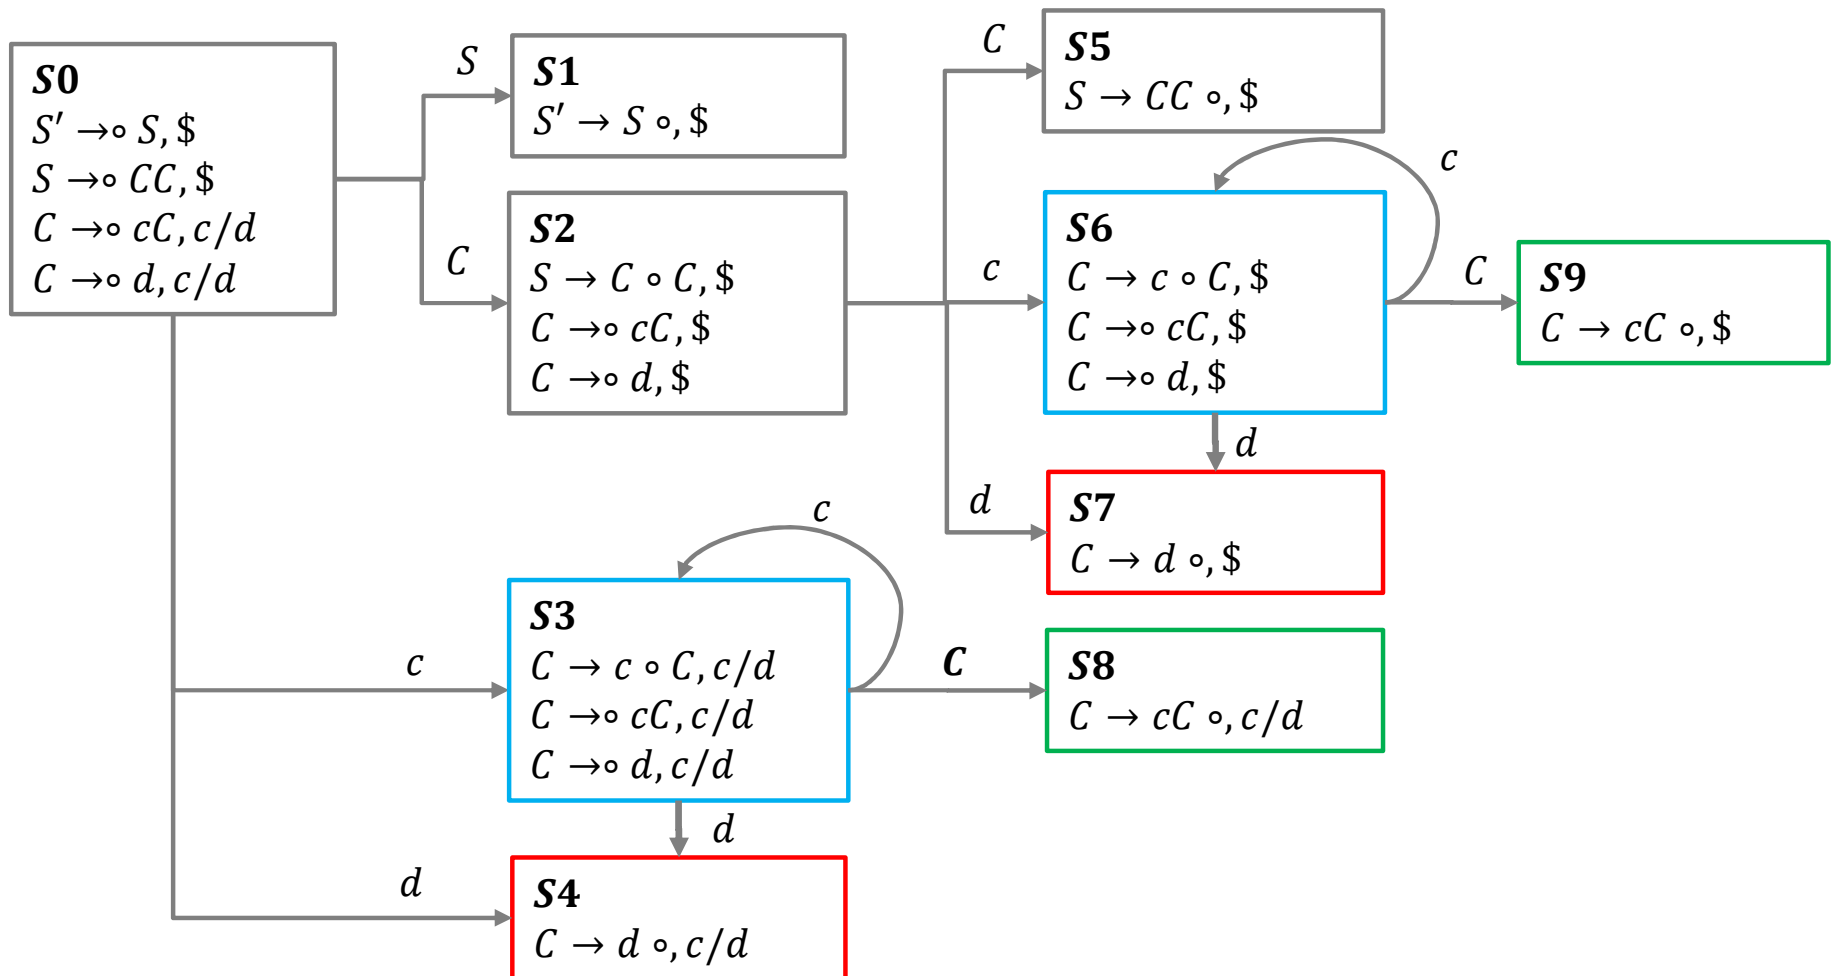 S0
S′ →∘ S, $
S →∘ CC, $
C →∘ cC, c/d
C →∘ d, c/d
S
S1
S′ → S ∘, $
C
S2
S → C ∘ C, $
C →∘ cC, $
C →∘ d, $
C
S5
S → CC ∘, $
c
c
S6
C → c ∘ C, $
C →∘ cC, $
C →∘ d, $
C
S9
C → cC ∘, $
d
d
S7
C → d ∘, $
c
c
S3
C → c ∘ C, c/d
C →∘ cC, c/d
C →∘ d, c/d
C
S8
C → cC ∘, c/d
d
d
S4
C → d ∘, c/d